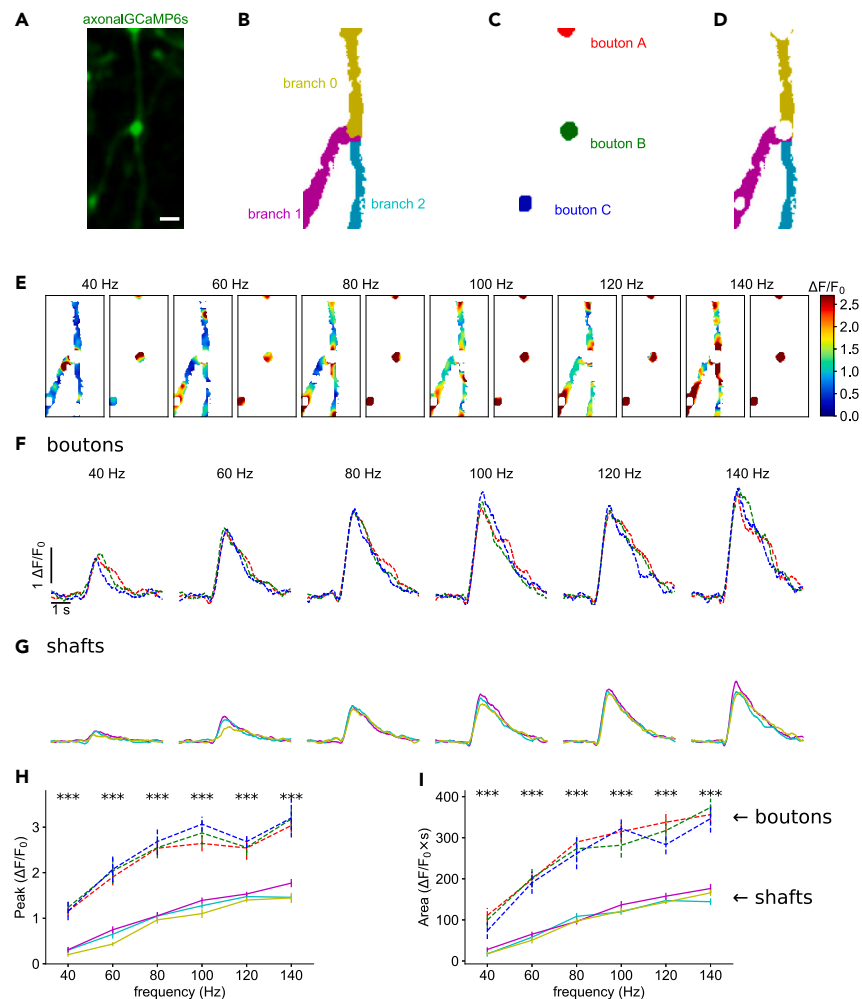 A
axonalGCaMP6s
B
branch 0
branch 1
branch 2
C
bouton A
bouton B
bouton C
D
E
40 Hz 60 Hz 80 Hz 100 Hz 120 Hz 140 Hz
ΔF/F0
2.5
2.0
1.5
1.0
0.5
0.0
F boutons
40 Hz 60 Hz 80 Hz 100 Hz 120 Hz 140 Hz
1 ΔF/F0
1 s
G shafts
H
*** *** *** *** *** ***
Peak (ΔF/F0)
3
2
1
0
40 60 80 100 120 140
frequency (Hz)
I
*** *** *** *** *** ***
Area (ΔF/F0×s)
400
300
200
100
0
40 60 80 100 120 140
frequency (Hz)
← boutons
← shafts